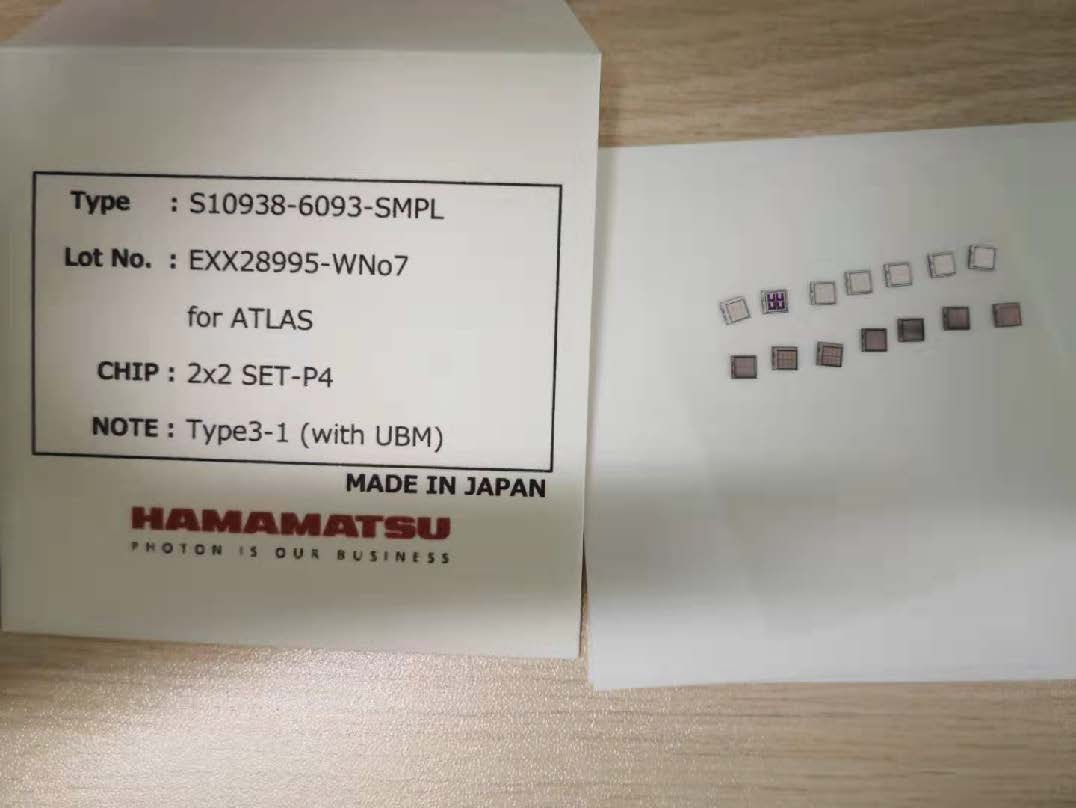 Type : S10938-6093-SMPL
Lot No. : EXX28995-WNo7
for ATLAS
CHIP : 2x2 SET-P4
NOTE : Type3-1 (with UBM)
MADE IN JAPAN
HAMAMATSU
PHOTON IS OUR BUSINESS